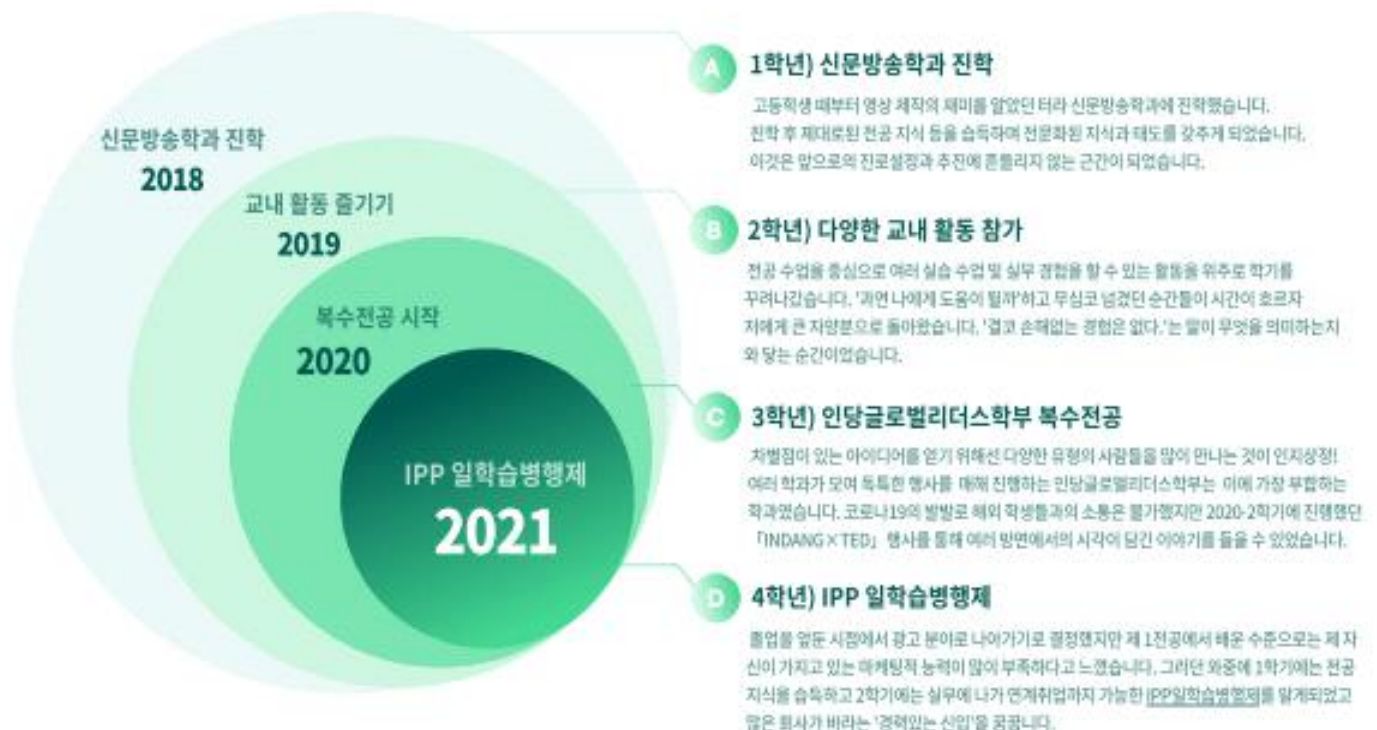 신문방송학과 진학
2018
교내 활동 즐기기
2019
복수전공 시작
2020
IPP 일학습병행제
2021
A
1학년) 신문방송학과 진학
고등학생 때부터 영상 제작의 재미를 알았던 터라 신문방송학과에 진학했습니다.
진학 후 제대로된 전공 지식 등을 습득하며 전문화된 지식과 태도를 갖추게 되었습니다.
이것은 앞으로의 진로설정과 추진에 흔들리지 않는 근간이 되었습니다.
B
2학년) 다양한 교내 활동 참가
전공 수업을 중심으로 여러 실습 수업 및 실무 경험을 할 수 있는 활동을 위주로 학기를
꾸려나갔습니다. '과연 나에게 도움이 될까'하고 무심코 넘겼던 순간들이 시간이 흐르자
저에게 큰 자양분으로 돌아왔습니다. '결코 손해없는 경험은 없다.'는 말이 무엇을 의미하는지
와 닿는 순간이었습니다.
C
3학년) 인당글로벌리더스학부 복수전공
차별점이 있는 아이디어를 얻기 위해선 다양한 유형의 사람들을 많이 만나는 것이 인지상정!
여러 학과가 모여 독특한 행사를 매해 진행하는 인당글로벌리더스학부는 이에 가장 부합하는
학과였습니다. 코로나19의 발발로 해외 학생들과의 소통은 불가했지만 2020-2학기에 진행했던
「INDANG×TED」 행사를 통해 여러 방면에서의 시각이 담긴 이야기를 들을 수 있었습니다.
D
4학년) IPP 일학습병행제
졸업을 앞둔 시점에서 광고 분야로 나아가기로 결정했지만 제 1전공에서 배운 수준으로는 제 자
신이 가지고 있는 마케팅적 능력이 많이 부족하다고 느꼈습니다. 그러던 와중에 1학기에는 전공
지식을 습득하고 2학기에는 실무에 나가 연계취업까지 가능한 IPP일학습병행제를 알게되었고
많은 회사가 바라는 '경력있는 신입'을 꿈꿉니다.